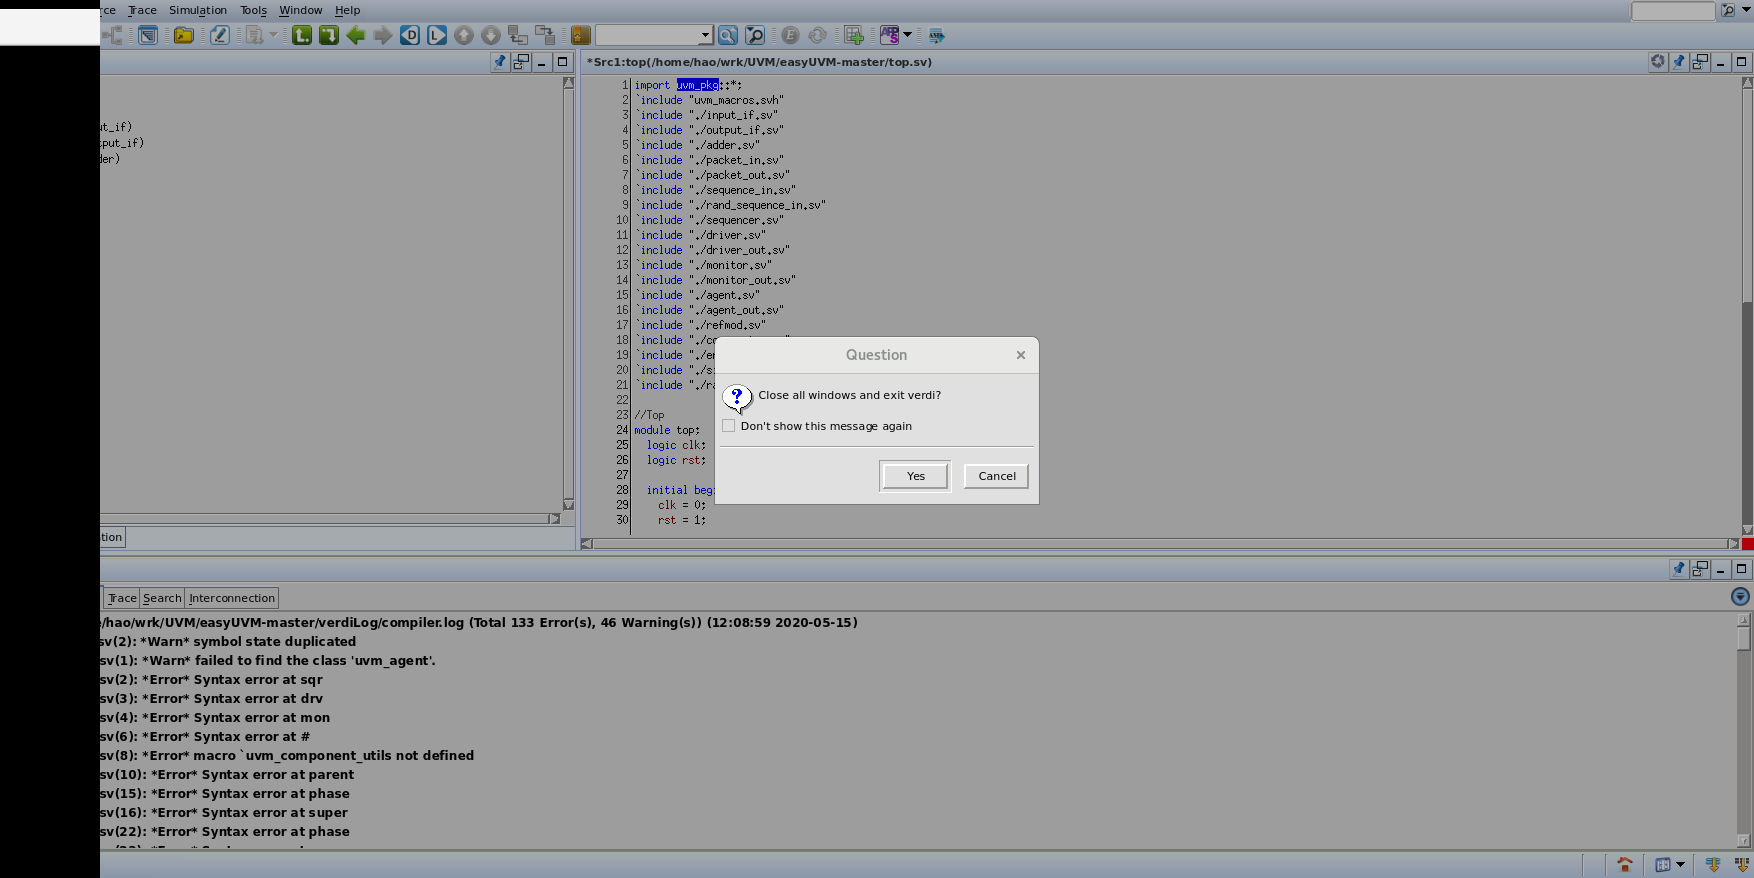 rce Trace Simulation Tools Window Help
*Src1:top(/home/hao/wrk/UVM/easyUVM-master/top.sv)
ut_if)
tput_if)
der)
1 import uvm_pkg::*;
2 `include "uvm_macros.svh"
3 `include "./input_if.sv"
4 `include "./output_if.sv"
5 `include "./adder.sv"
6 `include "./packet_in.sv"
7 `include "./packet_out.sv"
8 `include "./sequence_in.sv"
9 `include "./rand_sequence_in.sv"
10 `include "./sequencer.sv"
11 `include "./driver.sv"
12 `include "./driver_out.sv"
13 `include "./monitor.sv"
14 `include "./monitor_out.sv"
15 `include "./agent.sv"
16 `include "./agent_out.sv"
17 `include "./refmod.sv"
18 `include "./co
19 `include "./en
20 `include "./s
21 `include "./ra
22
23 //Top
24 module top;
25 logic clk;
26 logic rst;
27
28 initial beg
29 clk = 0;
30 rst = 1;
Question
Close all windows and exit verdi?
Don't show this message again
Yes Cancel
tion
Trace Search Interconnection
e/hao/wrk/UVM/easyUVM-master/verdiLog/compiler.log (Total 133 Error(s), 46 Warning(s)) (12:08:59 2020-05-15)
sv(2): *Warn* symbol state duplicated
sv(1): *Warn* failed to find the class 'uvm_agent'.
sv(2): *Error* Syntax error at sqr
sv(3): *Error* Syntax error at drv
sv(4): *Error* Syntax error at mon
sv(6): *Error* Syntax error at #
sv(8): *Error* macro `uvm_component_utils not defined
sv(10): *Error* Syntax error at parent
sv(15): *Error* Syntax error at phase
sv(16): *Error* Syntax error at super
sv(22): *Error* Syntax error at phase